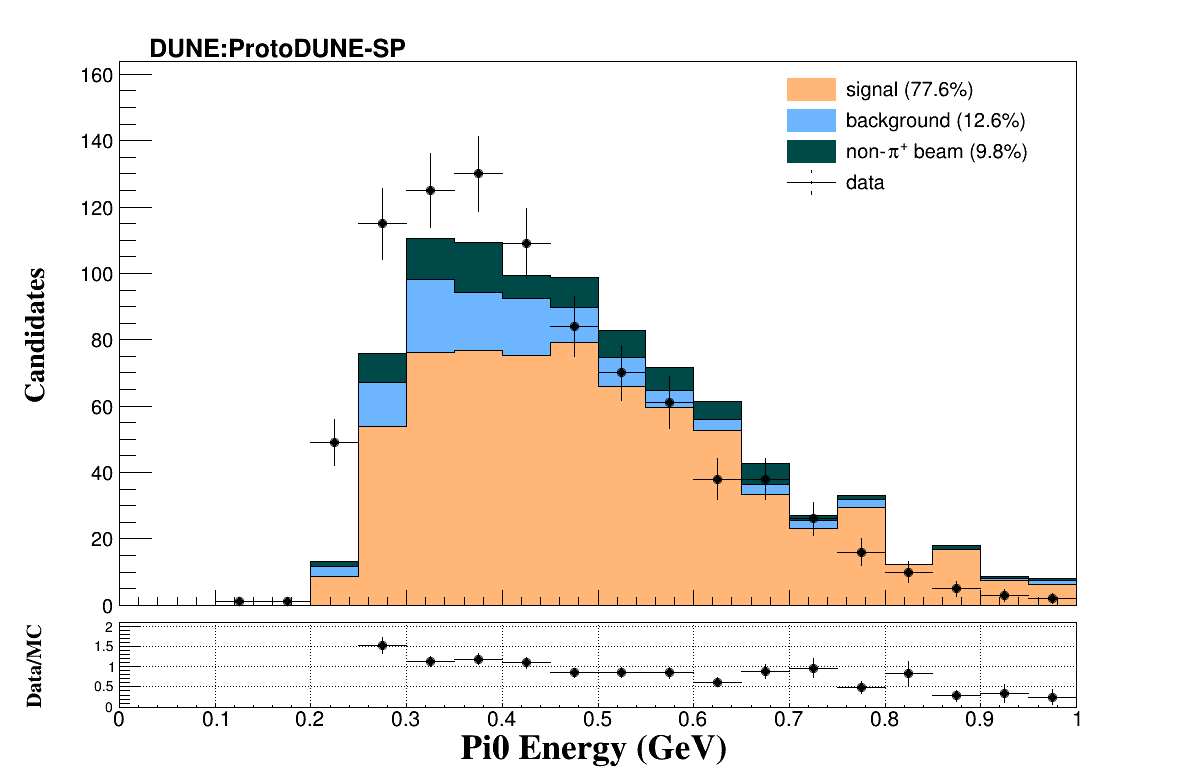 DUNE:ProtoDUNE-SP
160
140
120
100
80
60
40
20
0
Candidates
signal (77.6%)
background (12.6%)
non-π⁺ beam (9.8%)
data
2
1.5
1
0.5
0
Data/MC
0 0.1 0.2 0.3 0.4 0.5 0.6 0.7 0.8 0.9 1
Pi0 Energy (GeV)